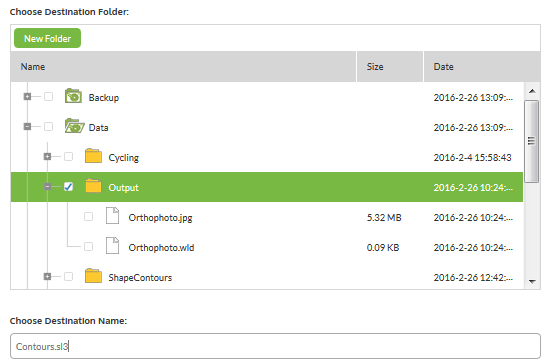 Choose Destination Folder:
New Folder
Name Size Date
Backup 2016-2-26 13:09:...
Data 2016-2-26 13:09:...
Cycling 2016-2-4 15:58:43
Output 2016-2-26 10:24:...
Orthophoto.jpg 5.32 MB 2016-2-26 10:24:...
Orthophoto.wld 0.09 KB 2016-2-26 10:24:...
ShapeContours 2016-2-26 12:42:...
Choose Destination Name:
Contours.sl3